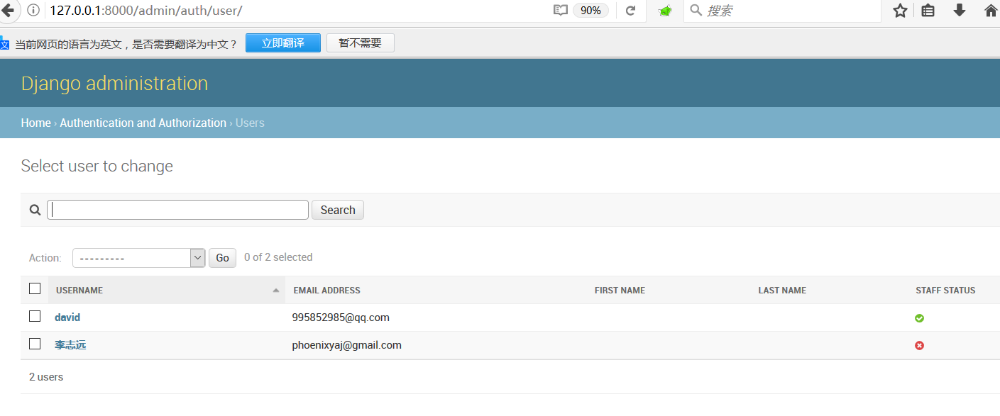 127.0.0.1:8000/admin/auth/user/ 90% 搜索
当前网页的语言为英文，是否需要翻译为中文？ 立即翻译 暂不需要
Django administration
Home › Authentication and Authorization › Users
Select user to change
Search
Action: --------- Go 0 of 2 selected
USERNAME EMAIL ADDRESS FIRST NAME LAST NAME STAFF STATUS
david 995852985@qq.com
李志远 phoenixyaj@gmail.com
2 users